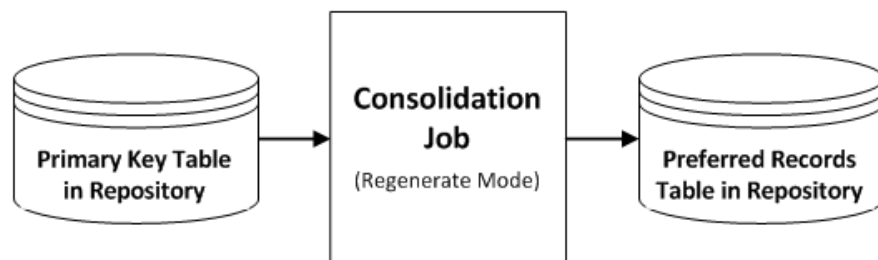 Primary Key Table
in Repository
Consolidation
Job
(Regenerate Mode)
Preferred Records
Table in Repository